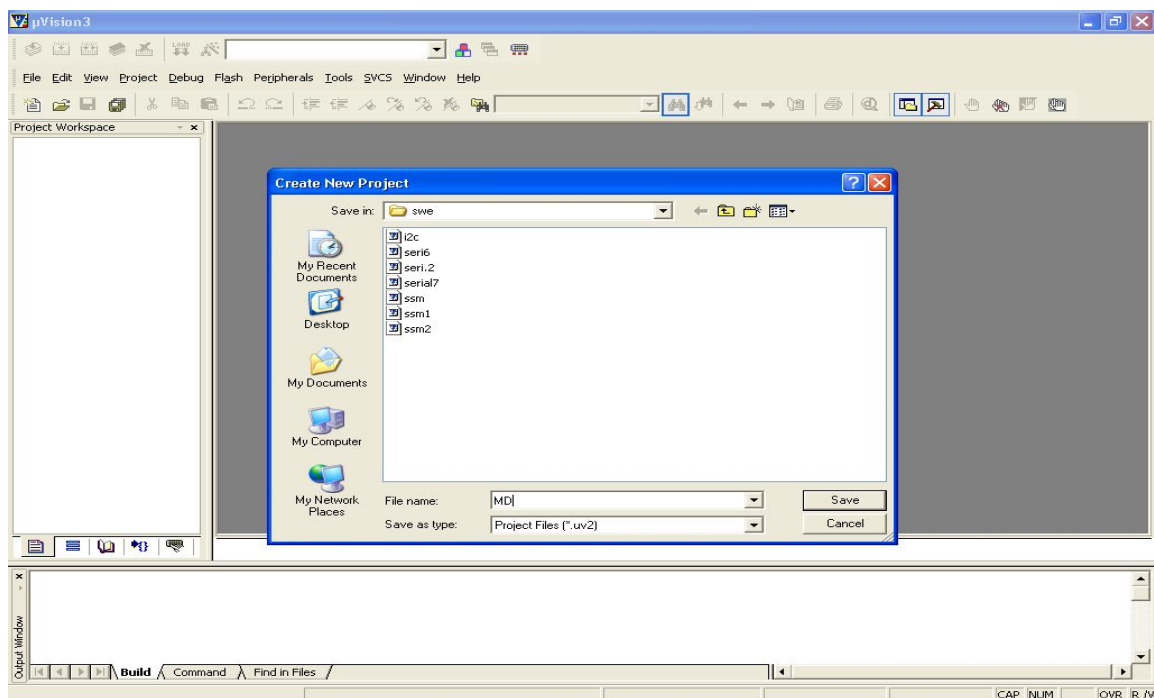 µVision3
LOAD
File Edit View Project Debug Flash Peripherals Tools SVCS Window Help
Project Workspace
Create New Project
Save in: swe
i2c
seri6
seri.2
serial7
ssm
ssm1
ssm2
My Recent
Documents
Desktop
My Documents
My Computer
My Network
Places
File name: MD
Save
Save as type: Project Files (*.uv2)
Cancel
Output Window
Build Command Find in Files
CAP NUM OVR R/W